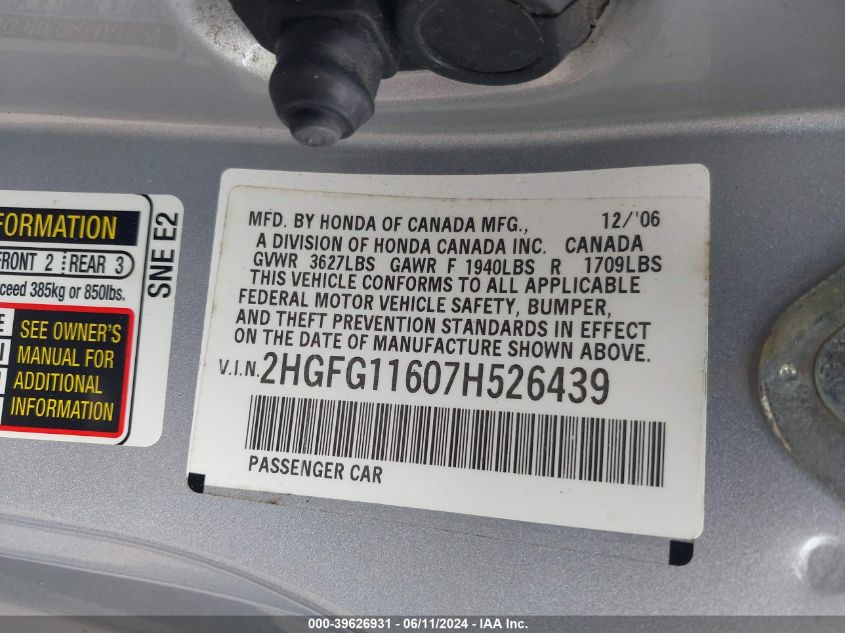 FORMATION
FRONT 2 REAR 3
ceed 385kg or 850lbs.
SEE OWNER'S
MANUAL FOR
ADDITIONAL
INFORMATION
SNE E2
MFD. BY HONDA OF CANADA MFG., 12/'06
A DIVISION OF HONDA CANADA INC. CANADA
GVWR 3627LBS GAWR F 1940LBS R 1709LBS
THIS VEHICLE CONFORMS TO ALL APPLICABLE
FEDERAL MOTOR VEHICLE SAFETY, BUMPER,
AND THEFT PREVENTION STANDARDS IN EFFECT
ON THE DATE OF MANUFACTURE SHOWN ABOVE.
V.I.N. 2HGFG11607H526439
PASSENGER CAR
000-39626931 - 06/11/2024 - IAA Holdings, LLC.